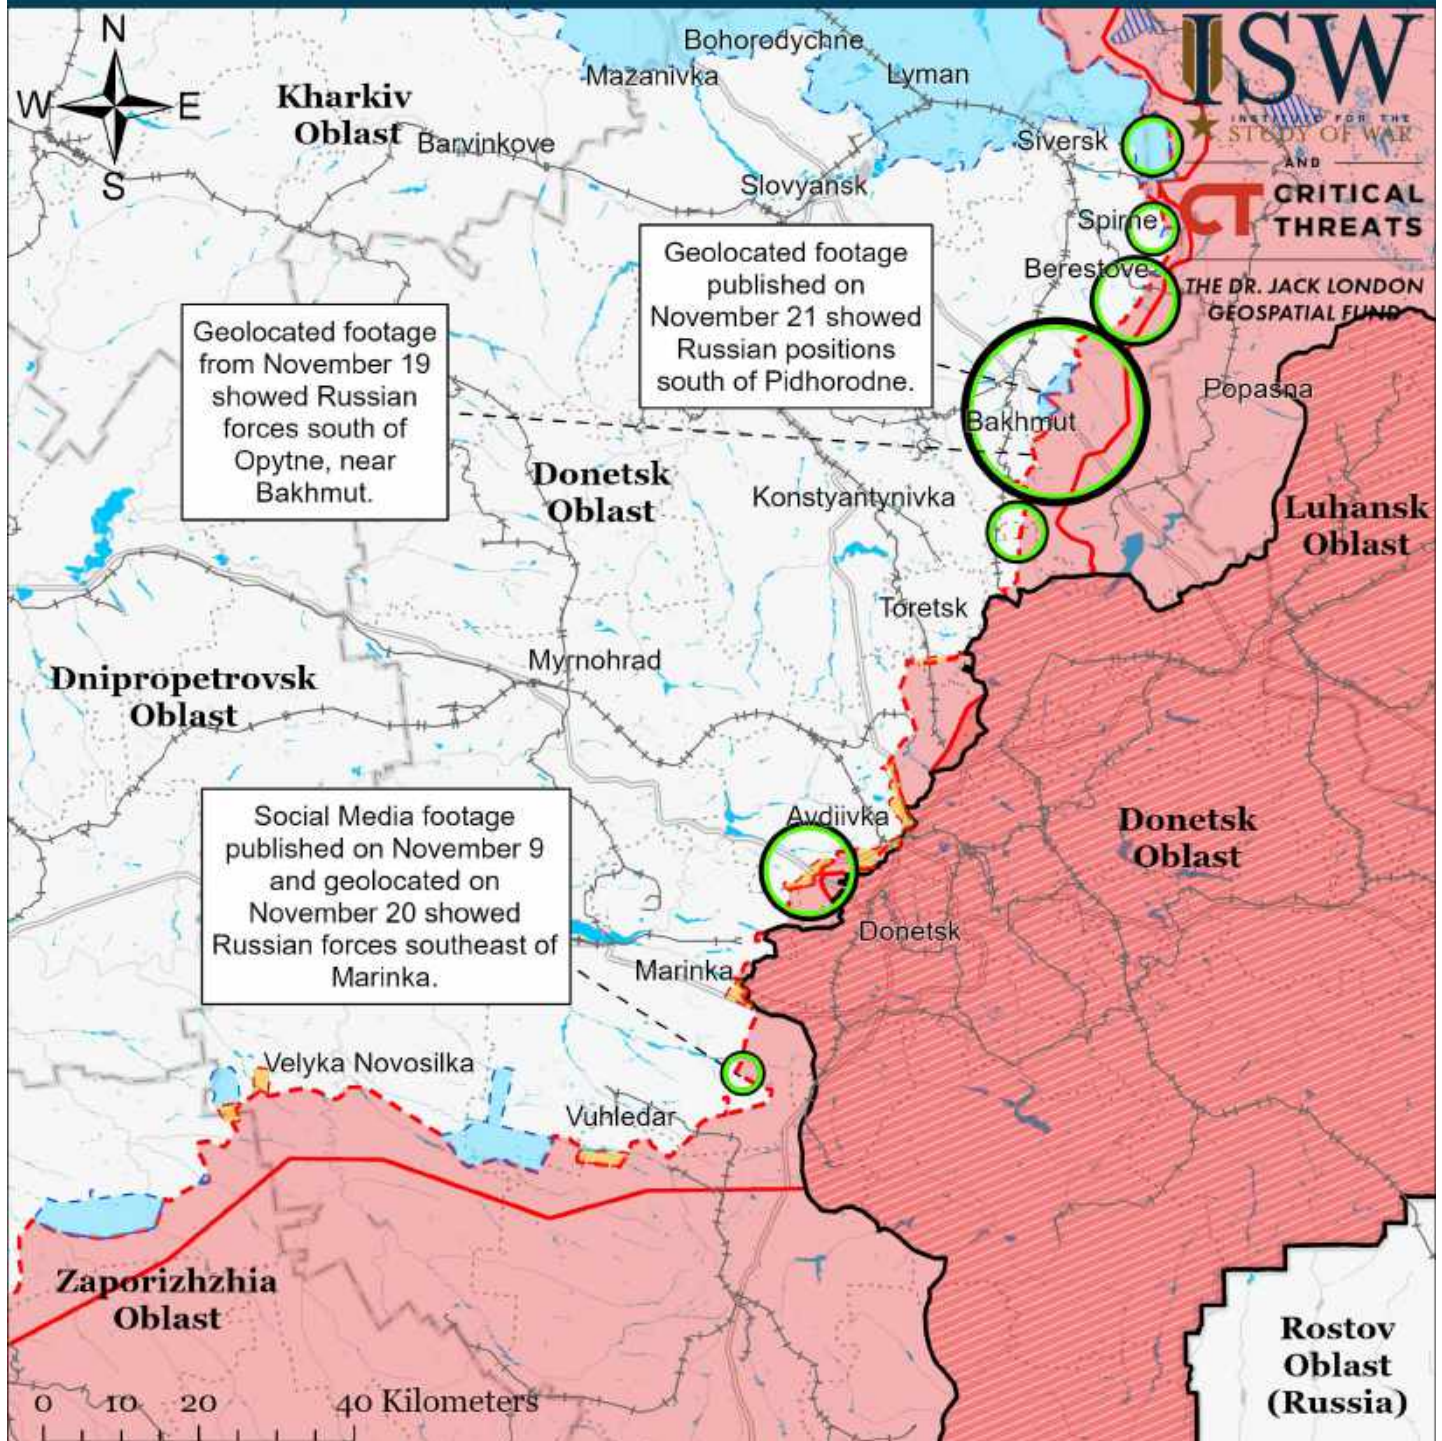 N
W
E
S
Kharkiv
Oblast
Bohorodychne
Mazanivka
Lyman
Barvinkove
Siversk
Slovyansk
ISW
INSTITUTE FOR THE
STUDY OF WAR
AND
CT CRITICAL
THREATS
THE DR. JACK LONDON
GEOSPATIAL FUND
Spirne
Berestove
Geolocated footage
published on
November 21 showed
Russian positions
south of Pidhorodne.
Geolocated footage
from November 19
showed Russian
forces south of
Opytne, near
Bakhmut.
Popasna
Bakhmut
Donetsk
Oblast
Konstyantynivka
Luhansk
Oblast
Toretsk
Myrnohrad
Dnipropetrovsk
Oblast
Social Media footage
published on November 9
and geolocated on
November 20 showed
Russian forces southeast of
Marinka.
Avdiivka
Donetsk
Oblast
Donetsk
Marinka
Velyka Novosilka
Vuhledar
Zaporizhzhia
Oblast
Rostov
Oblast
(Russia)
0 10 20 40 Kilometers